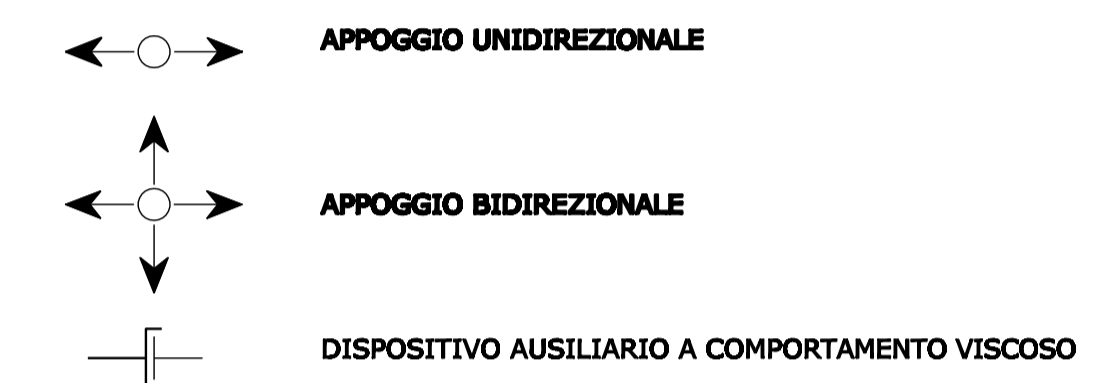 APPOGGIO UNIDIREZIONALE
APPOGGIO BIDIREZIONALE
DISPOSITIVO AUSILIARIO A COMPORTAMENTO VISCOSO